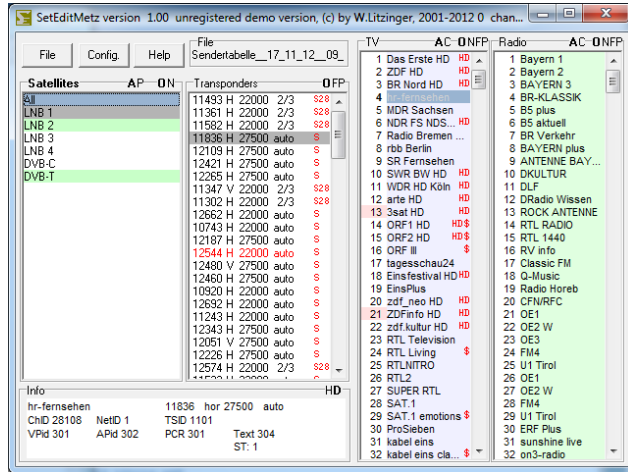 SetEditMetz version 1.00 unregistered demo version, (c) by W.Litzinger, 2001-2012 0 chan...
File Config. Help
File
Sendertabelle__17_11_12__09_
Satellites AP ON
All
LNB 1
LNB 2
LNB 3
LNB 4
DVB-C
DVB-T
Transponders OFP
11493 H 22000 2/3 S28
11361 H 22000 2/3 S28
11582 H 22000 2/3 S28
11836 H 27500 auto S
12109 H 27500 auto S
12421 H 27500 auto S
12265 H 27500 auto S
11347 V 22000 2/3 S28
11302 H 22000 2/3 S28
12662 H 22000 auto S
10743 H 22000 auto S
12187 H 27500 auto S
12544 H 22000 auto S
12480 V 27500 auto S
12460 H 27500 auto S
10920 H 22000 auto S
12692 H 22000 auto S
11243 H 22000 auto S
12343 H 27500 auto S
12051 V 27500 auto S
12226 H 27500 auto S
12574 H 22000 2/3 S28
TV AC ONFP
1 Das Erste HD HD
2 ZDF HD HD
3 BR Nord HD HD
4 hr-fernsehen
5 MDR Sachsen
6 NDR FS NDS... HD
7 Radio Bremen ...
8 rbb Berlin
9 SR Fernsehen
10 SWR BW HD HD
11 WDR HD Köln HD
12 arte HD HD
13 3sat HD HD
14 ORF1 HD HD$
15 ORF2 HD HD$
16 ORF III $
17 tagesschau24
18 Einsfestival HD HD
19 EinsPlus
20 zdf_neo HD HD
21 ZDFinfo HD HD
22 zdf.kultur HD HD
23 RTL Television
24 RTL Living $
25 RTLNITRO
26 RTL2
27 SUPER RTL
28 SAT.1
29 SAT.1 emotions $
30 ProSieben
31 kabel eins
32 kabel eins cla... $
Radio AC ONFP
1 Bayern 1
2 Bayern 2
3 BAYERN 3
4 BR-KLASSIK
5 B5 plus
6 B5 aktuell
7 BR Verkehr
8 BAYERN plus
9 ANTENNE BAY...
10 DKULTUR
11 DLF
12 DRadio Wissen
13 ROCK ANTENNE
14 RTL RADIO
15 RTL 1440
16 RV info
17 Classic FM
18 Q-Music
19 Radio Horeb
20 CFN/RFC
21 OE1
22 OE2 W
23 OE3
24 FM4
25 U1 Tirol
26 OE1
27 OE2 W
28 FM4
29 U1 Tirol
30 ERF Plus
31 sunshine live
32 on3-radio
Info HD
hr-fernsehen 11836 hor 27500 auto
ChID 28108 NetID 1 TSID 1101
VPid 301 APid 302 PCR 301 Text 304
ST: 1